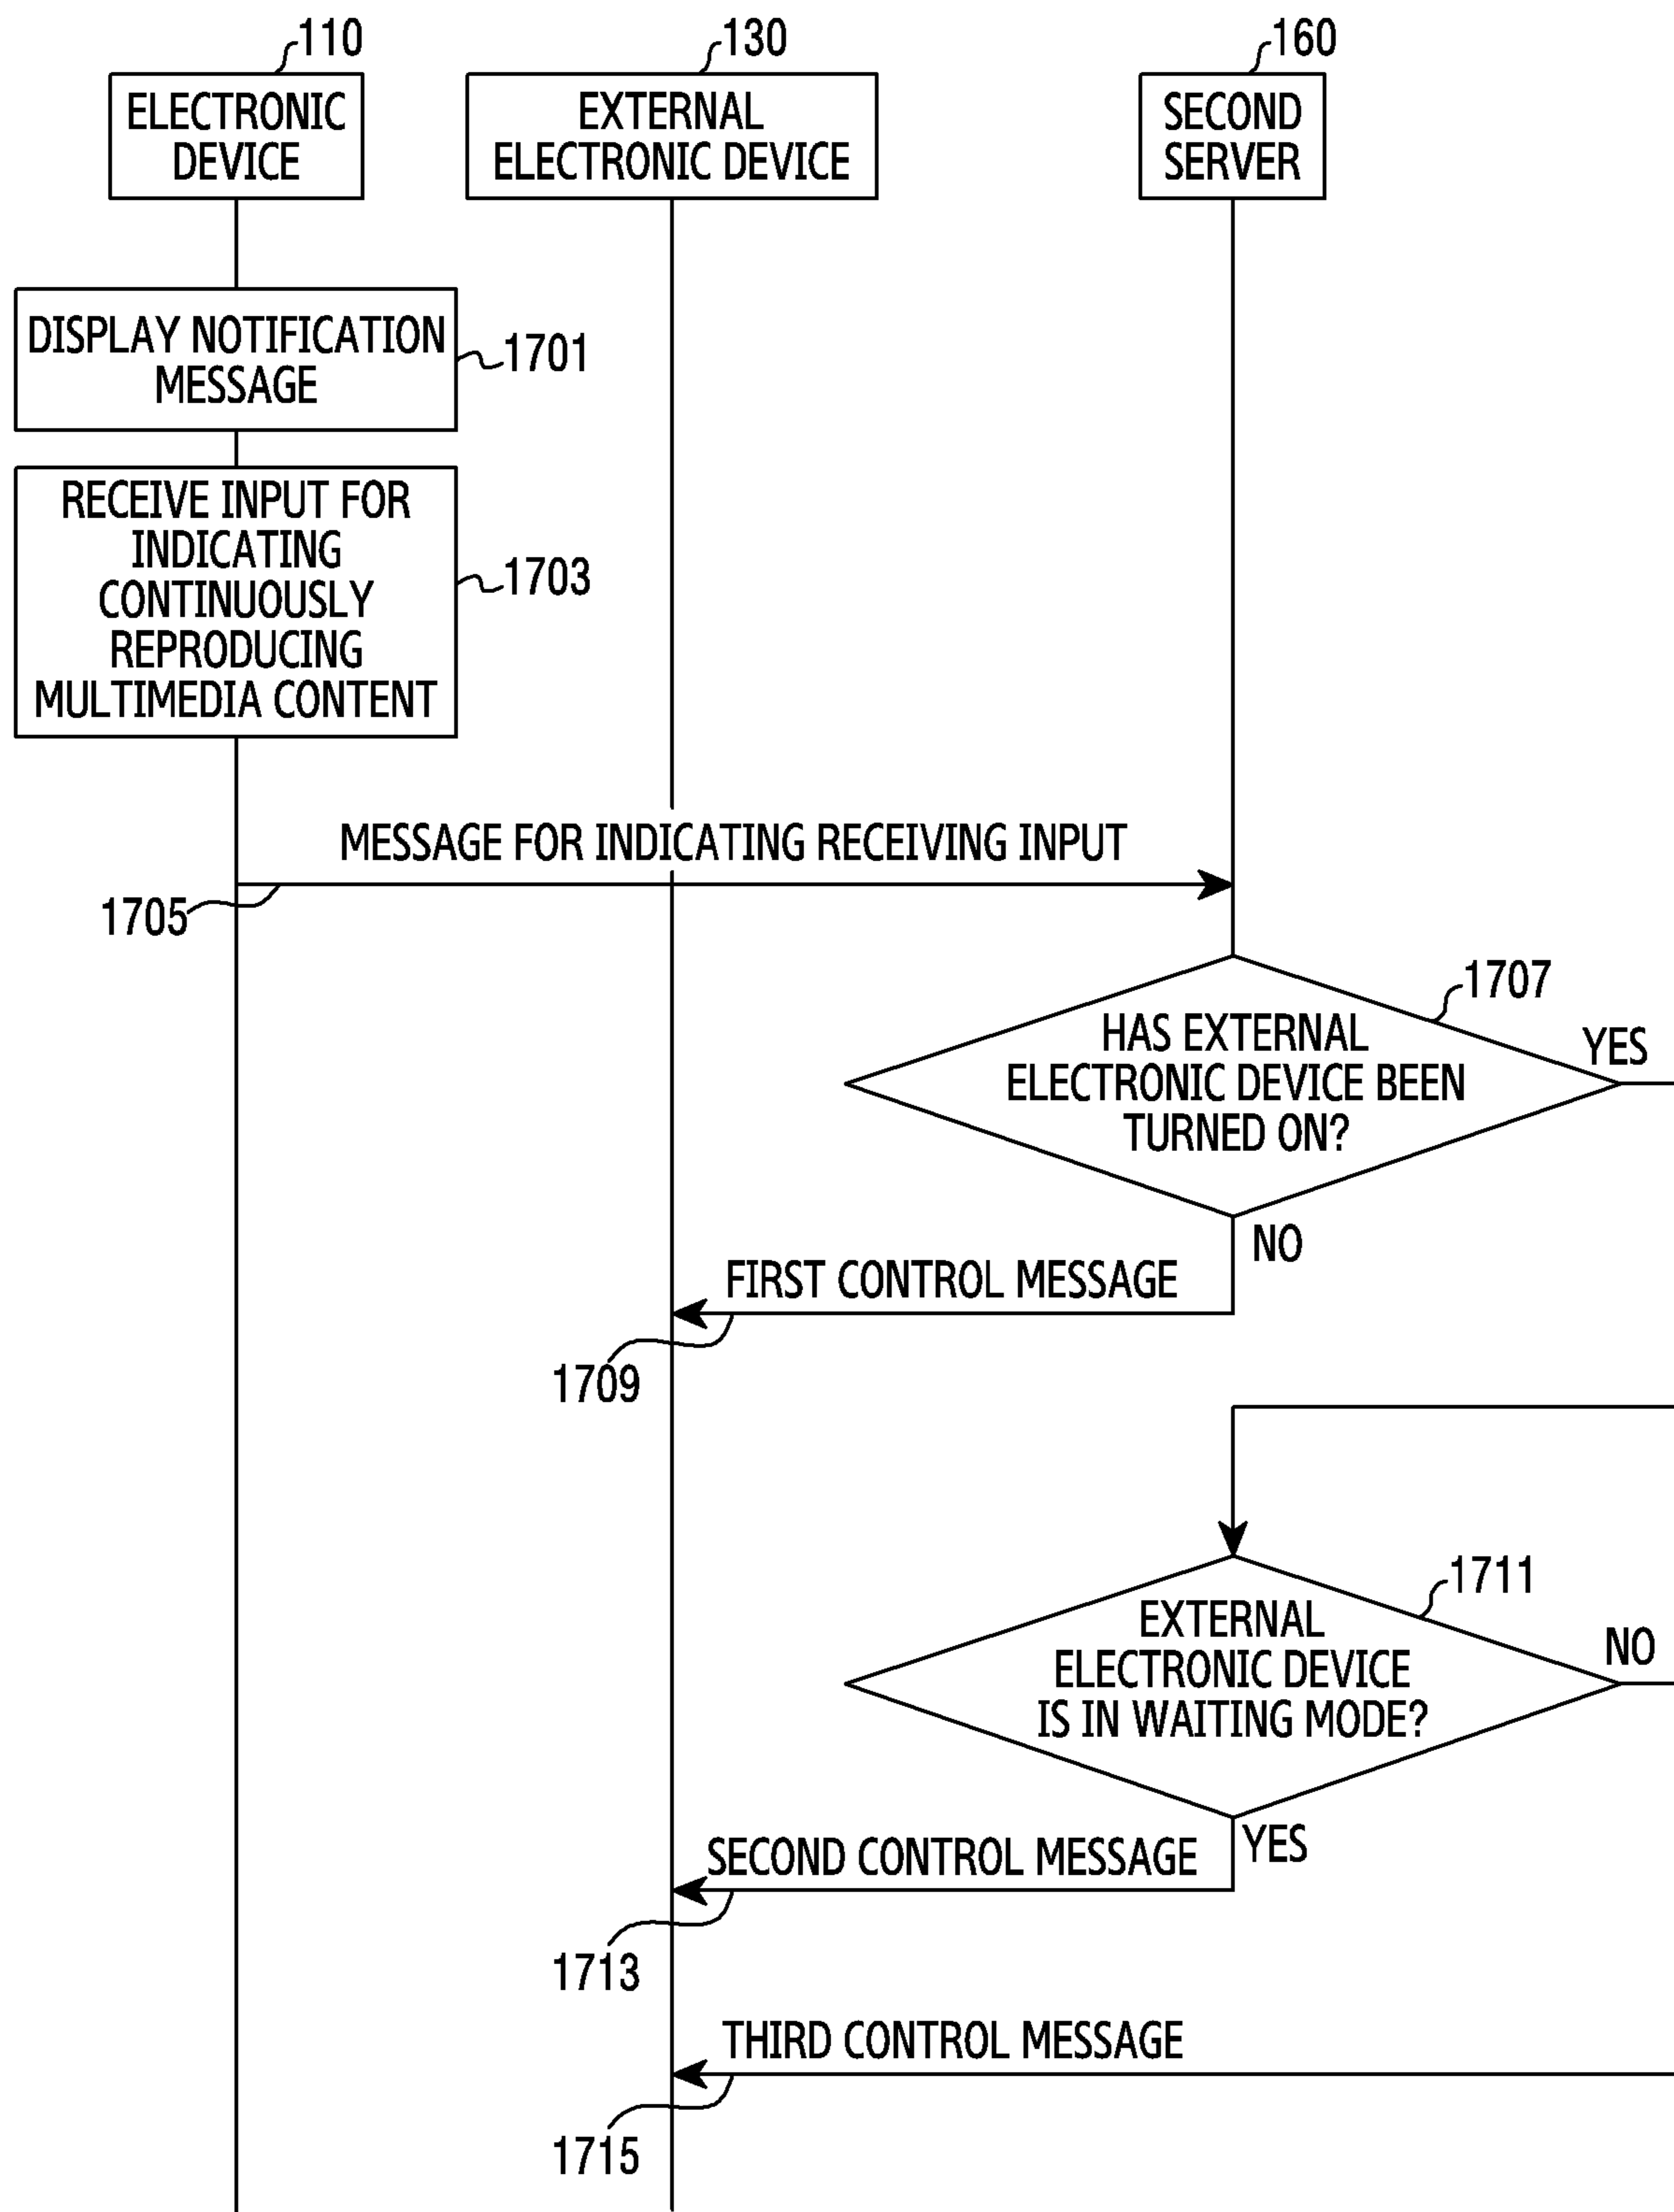 110
130
160
ELECTRONIC
DEVICE
EXTERNAL
ELECTRONIC DEVICE
SECOND
SERVER
DISPLAY NOTIFICATION
MESSAGE
1701
RECEIVE INPUT FOR
INDICATING
CONTINUOUSLY
REPRODUCING
MULTIMEDIA CONTENT
1703
MESSAGE FOR INDICATING RECEIVING INPUT
1705
1707
HAS EXTERNAL
ELECTRONIC DEVICE BEEN
TURNED ON?
YES
NO
FIRST CONTROL MESSAGE
1709
1711
EXTERNAL
ELECTRONIC DEVICE
IS IN WAITING MODE?
NO
YES
SECOND CONTROL MESSAGE
1713
THIRD CONTROL MESSAGE
1715